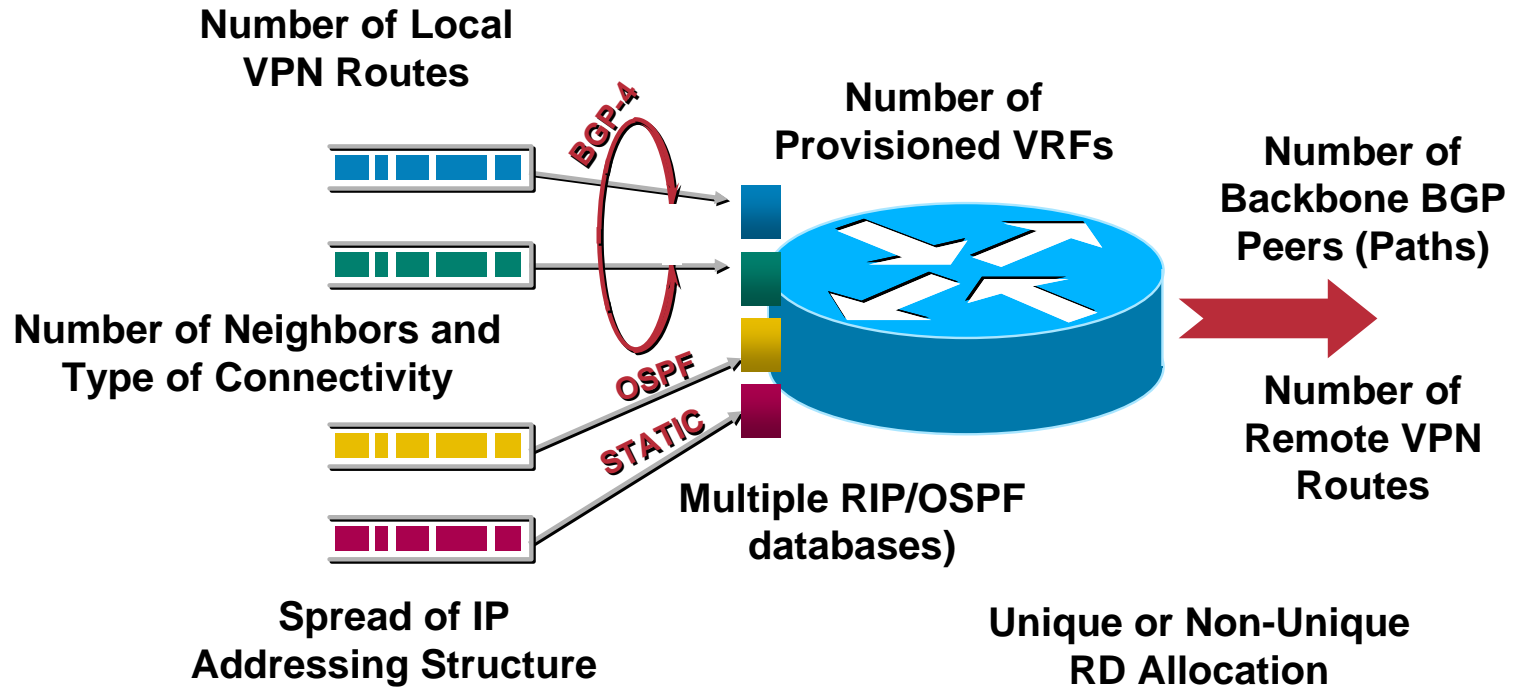 Number of Local
VPN Routes
BGP-4
Number of
Provisioned VRFs
Number of
Backbone BGP
Peers (Paths)
Number of Neighbors and
Type of Connectivity
OSPF
STATIC
Number of
Remote VPN
Routes
Multiple RIP/OSPF
databases)
Spread of IP
Addressing Structure
Unique or Non-Unique
RD Allocation